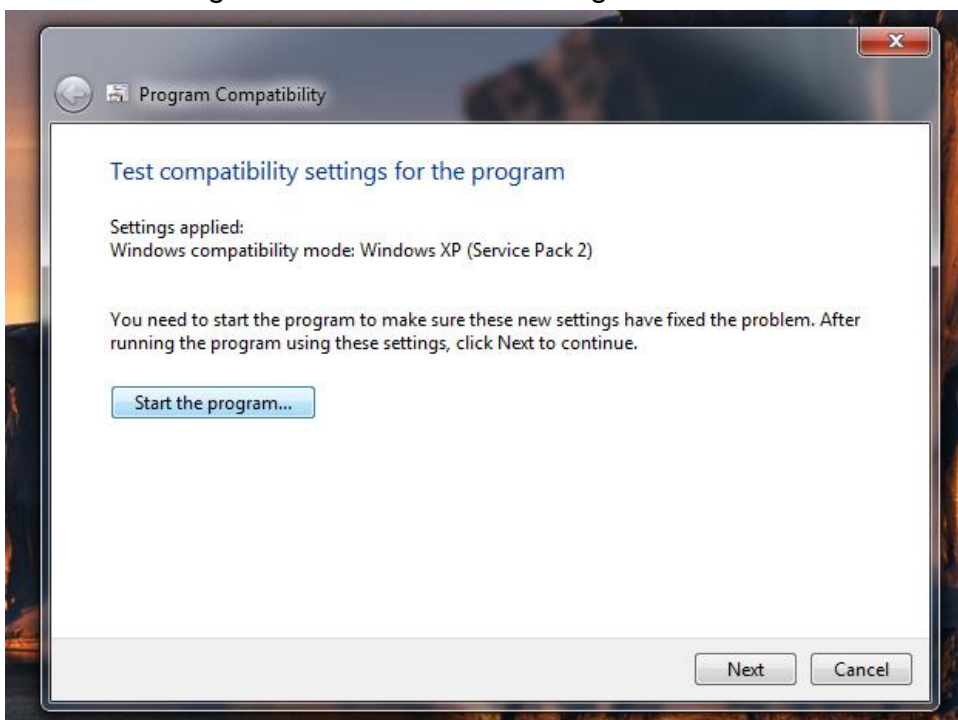 Program Compatibility
Test compatibility settings for the program
Settings applied:
Windows compatibility mode: Windows XP (Service Pack 2)
You need to start the program to make sure these new settings have fixed the problem. After
running the program using these settings, click Next to continue.
Start the program...
Next
Cancel